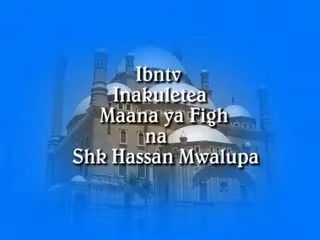 Ibntv
Inakuletea
Maana ya Figh
na
Shk Hassan Mwalupa